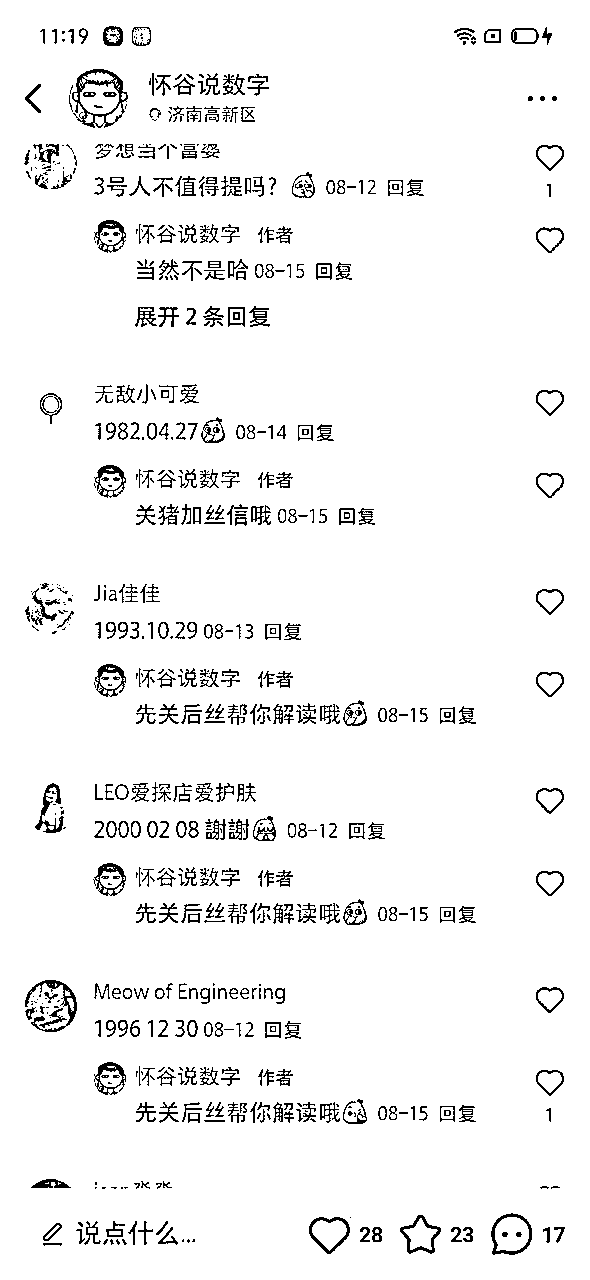 11:19
怀谷说数字
济南高新区
梦想当个富婆
3号人不值得提吗? 08-12 回复
1
怀谷说数字 作者
当然不是哈 08-15 回复
展开 2 条回复
无敌小可爱
1982.04.27 08-14 回复
怀谷说数字 作者
关猪加丝信哦 08-15 回复
Jia佳佳
1993.10.29 08-13 回复
怀谷说数字 作者
先关后丝帮你解读哦 08-15 回复
LEO爱探店爱护肤
2000 02 08 謝謝 08-12 回复
怀谷说数字 作者
先关后丝帮你解读哦 08-15 回复
Meow of Engineering
1996 12 30 08-12 回复
怀谷说数字 作者
先关后丝帮你解读哦 08-15 回复
1
说点什么... 28 23 17